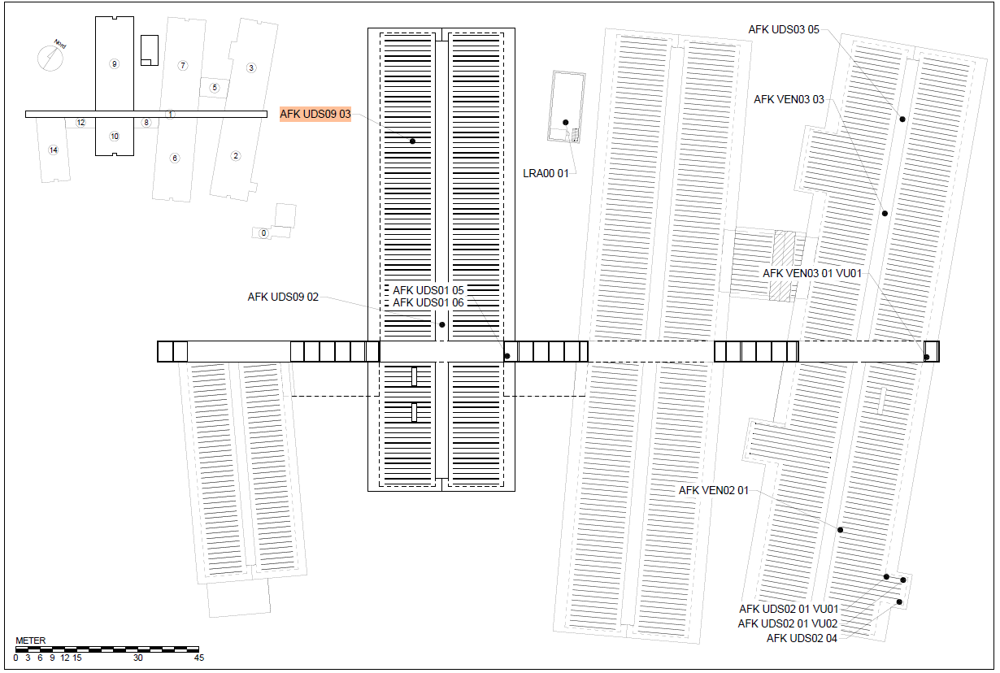 Nord
9
7
3
5
1
12
8
10
14
6
2
0
AFK UDS09 03
AFK UDS03 05
AFK VEN03 03
LRA00 01
AFK VEN03 01 VU01
AFK UDS01 05
AFK UDS01 06
AFK UDS09 02
AFK VEN02 01
AFK UDS02 01 VU01
AFK UDS02 01 VU02
AFK UDS02 04
METER
0 3 6 9 12 15 30 45